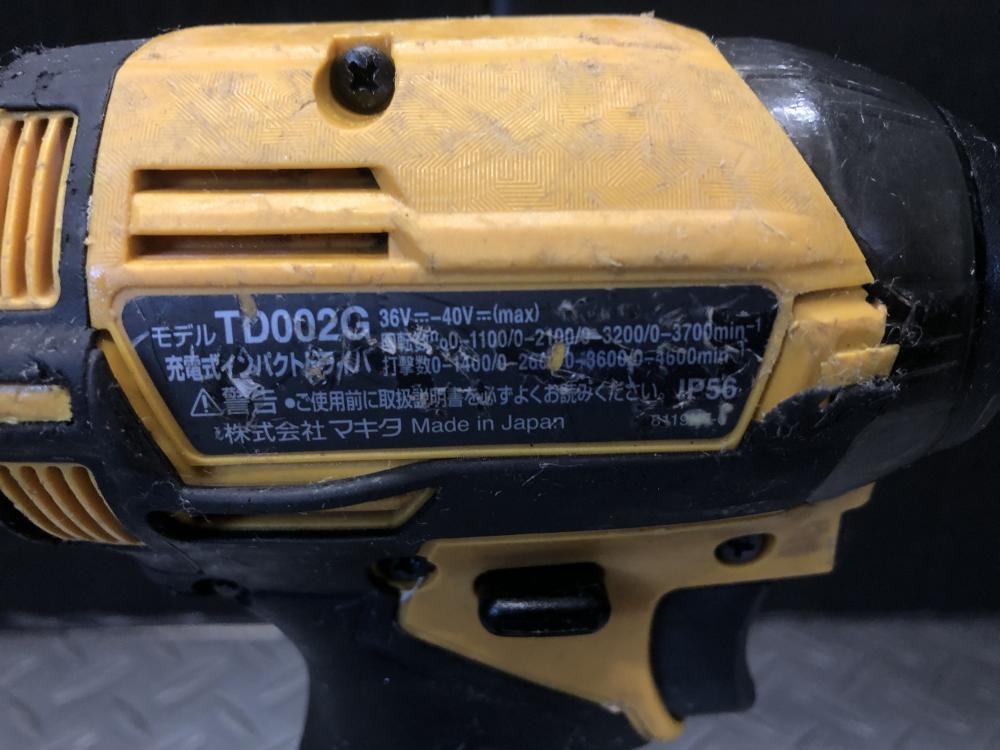 モデル TD002G 36V⎓–40V⎓(max)
0–1100/0–2100/0–3200/0–3700min⁻¹
充電式インパクトドライバ 打撃数0–1400/0–2600/0–3600/0–4600min⁻¹
⚠警告 •ご使用前に取扱説明書を必ずよくお読みください。 IP56
株式会社 マキタ Made in Japan